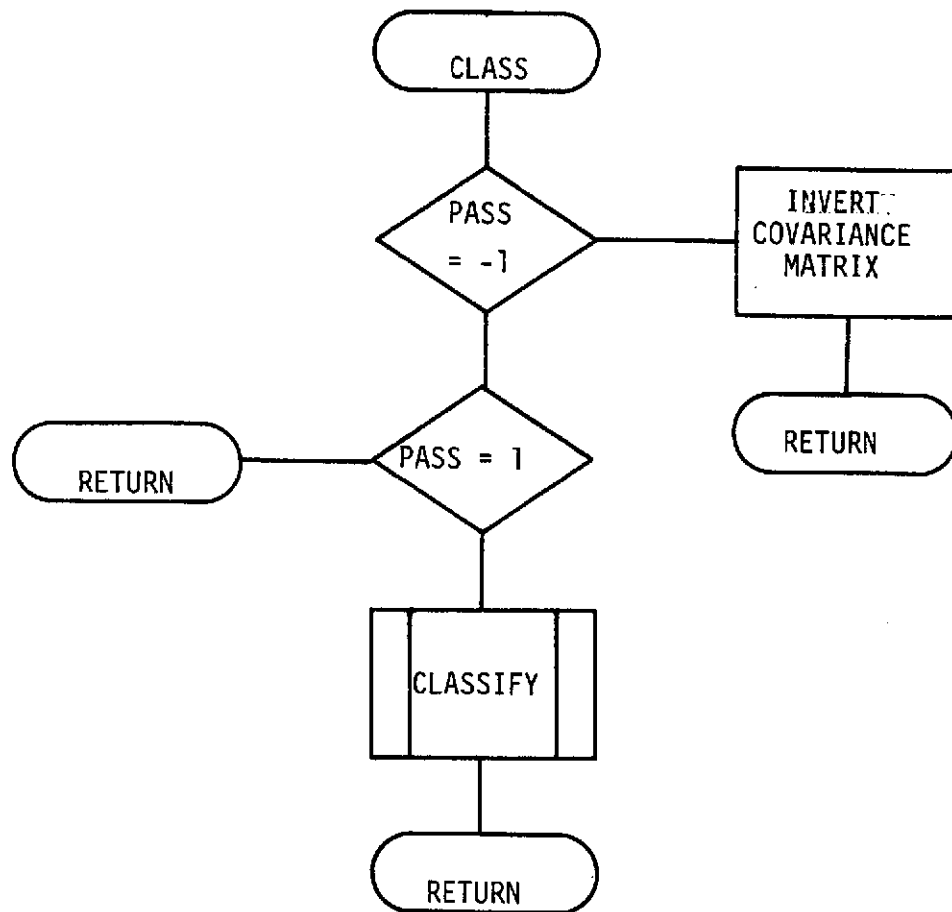 CLASS
PASS
= -1
INVERT
COVARIANCE
MATRIX
RETURN
PASS = 1
RETURN
CLASSIFY
RETURN